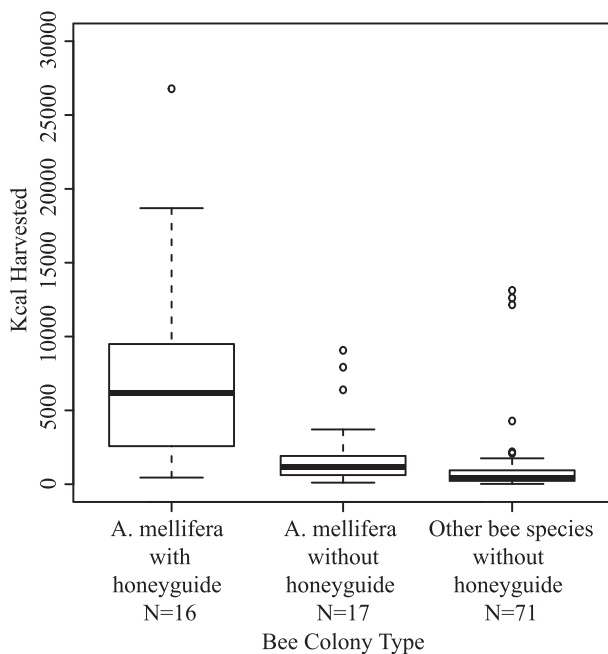 Kcal Harvested
30000
25000
20000
15000
10000
5000
0
A. mellifera
with
honeyguide
N=16
A. mellifera
without
honeyguide
N=17
Other bee species
without
honeyguide
N=71
Bee Colony Type